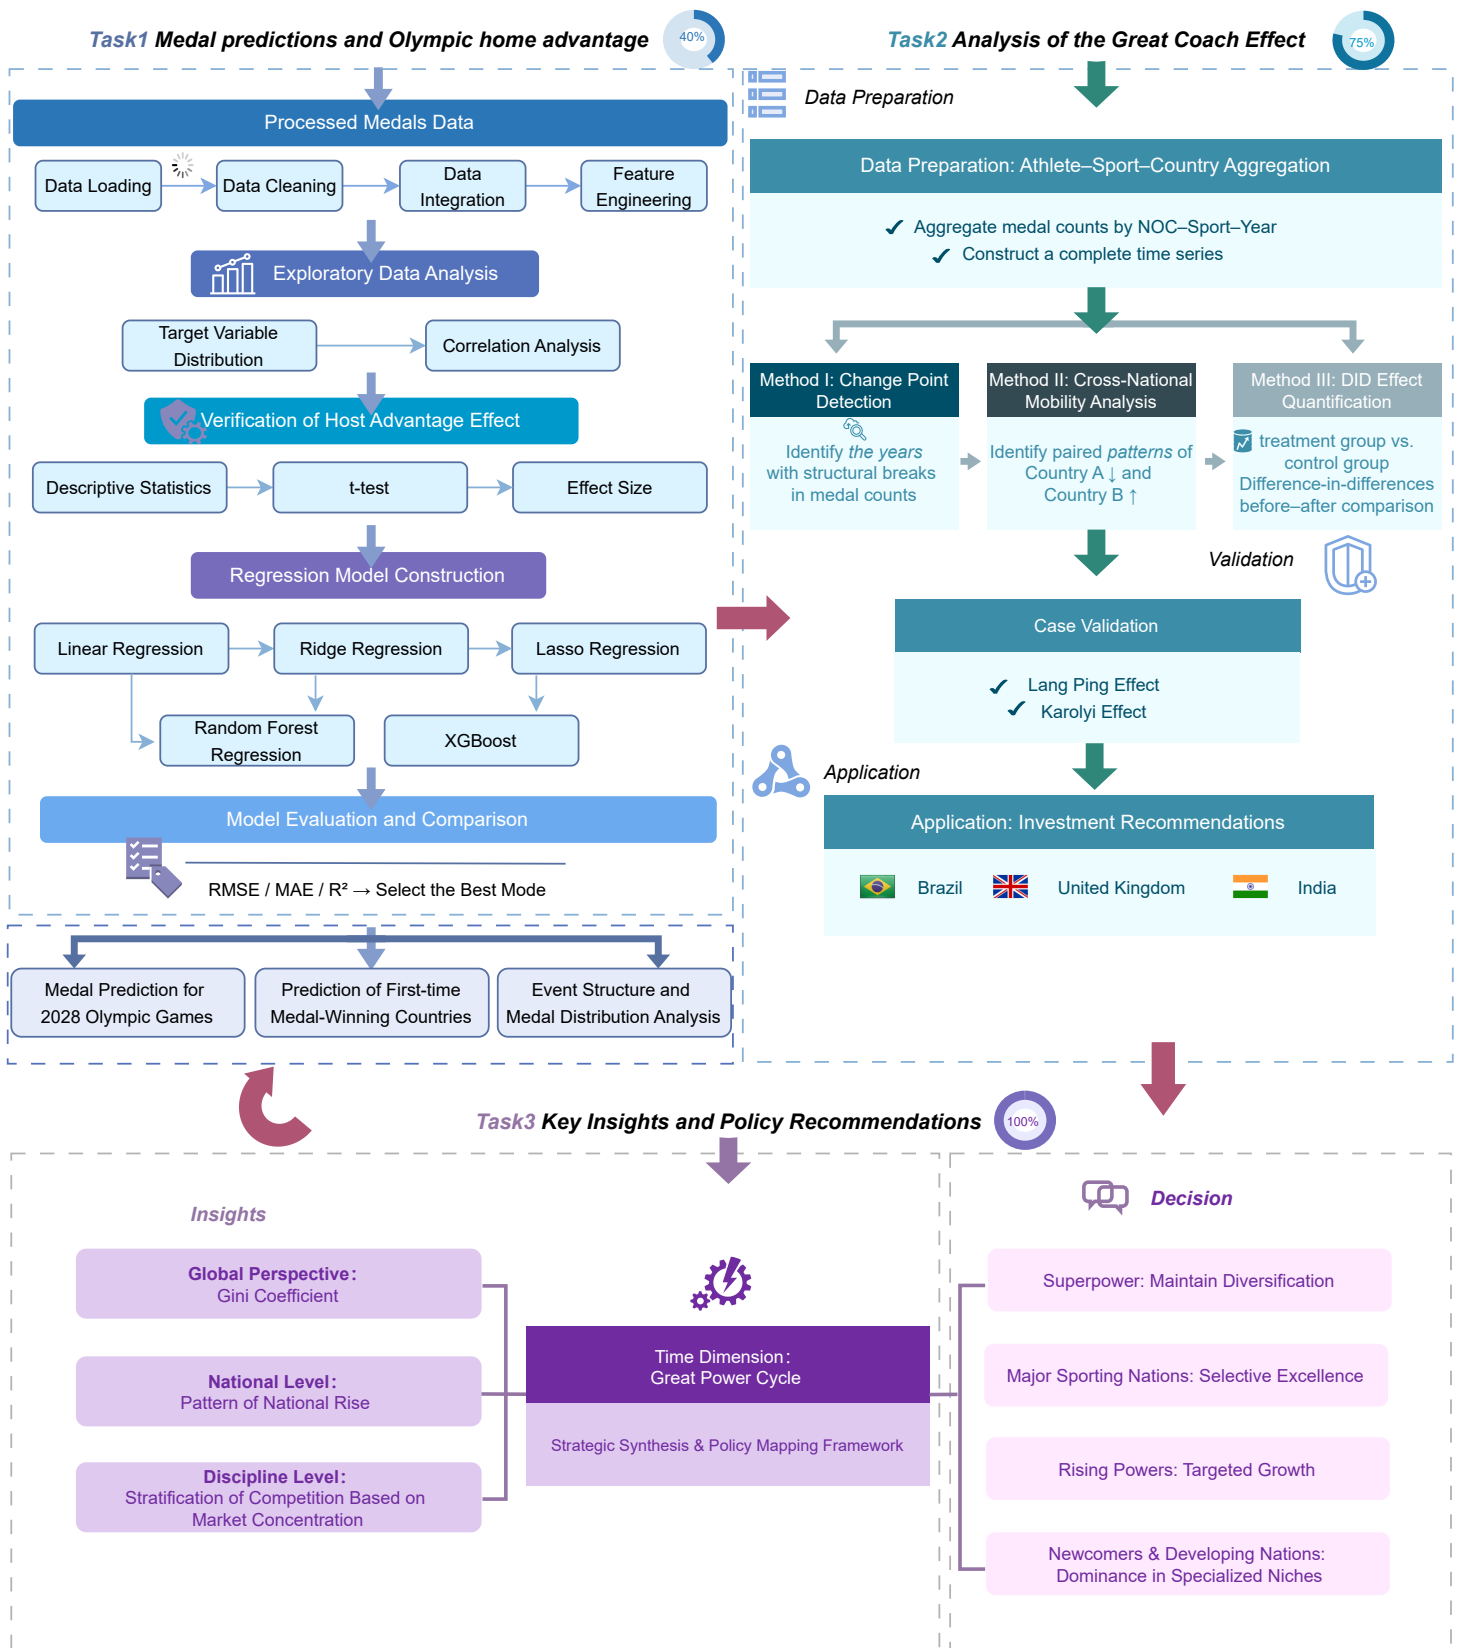 Task1 Medal predictions and Olympic home advantage
40%
Processed Medals Data
Data Loading
Data Cleaning
Data
Integration
Feature
Engineering
Exploratory Data Analysis
Target Variable
Distribution
Correlation Analysis
Verification of Host Advantage Effect
Descriptive Statistics
t-test
Effect Size
Regression Model Construction
Linear Regression
Ridge Regression
Lasso Regression
Random Forest
Regression
XGBoost
Model Evaluation and Comparison
RMSE / MAE / R² → Select the Best Mode
Medal Prediction for
2028 Olympic Games
Prediction of First-time
Medal-Winning Countries
Event Structure and
Medal Distribution Analysis
Task2 Analysis of the Great Coach Effect
75%
Data Preparation
Data Preparation: Athlete–Sport–Country Aggregation
Aggregate medal counts by NOC–Sport–Year
Construct a complete time series
Method I: Change Point
Detection
Identify the years
with structural breaks
in medal counts
Method II: Cross-National
Mobility Analysis
Identify paired patterns of
Country A ↓ and
Country B ↑
Method III: DID Effect
Quantification
treatment group vs.
control group
Difference-in-differences
before–after comparison
Validation
Case Validation
Lang Ping Effect
Karolyi Effect
Application
Application: Investment Recommendations
Brazil
United Kingdom
India
Task3 Key Insights and Policy Recommendations
100%
Insights
Global Perspective:
Gini Coefficient
National Level:
Pattern of National Rise
Discipline Level:
Stratification of Competition Based on
Market Concentration
Time Dimension:
Great Power Cycle
Strategic Synthesis & Policy Mapping Framework
Decision
Superpower: Maintain Diversification
Major Sporting Nations: Selective Excellence
Rising Powers: Targeted Growth
Newcomers & Developing Nations:
Dominance in Specialized Niches